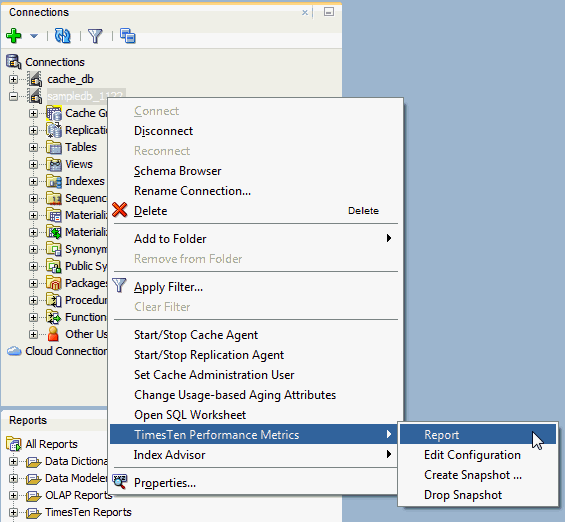 Connections
Connections
cache_db
sampledb_1122
Cache Gr
Replicatio
Tables
Views
Indexes
Sequenc
Materializ
Materializ
Synonym
Public Sy
Packages
Procedur
Function
Other Us
Cloud Connection
Connect
Disconnect
Reconnect
Schema Browser
Rename Connection...
Delete Delete
Add to Folder
Remove from Folder
Apply Filter...
Clear Filter
Start/Stop Cache Agent
Start/Stop Replication Agent
Set Cache Administration User
Change Usage-based Aging Attributes
Open SQL Worksheet
TimesTen Performance Metrics
Index Advisor
Properties...
Report
Edit Configuration
Create Snapshot ...
Drop Snapshot
Reports
All Reports
Data Dictiona
Data Modeler
OLAP Reports
TimesTen Reports